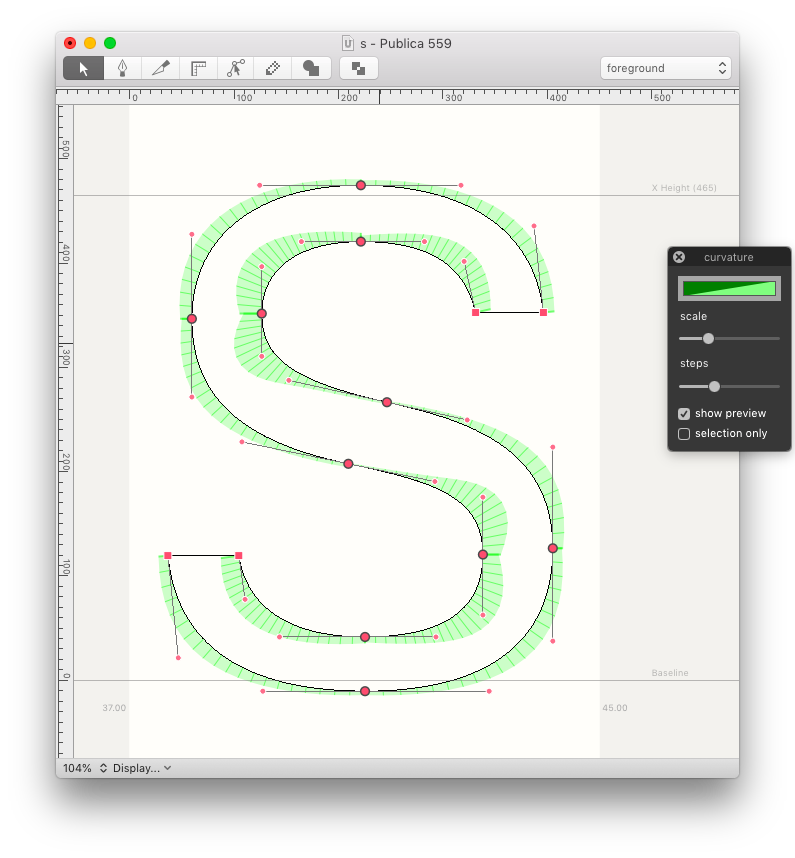 s - Publica 559
foreground
0 100 200 300 400 500
500
400
300
200
100
0
X Height (465)
Baseline
37.00
45.00
curvature
scale
steps
show preview
selection only
104% Display...